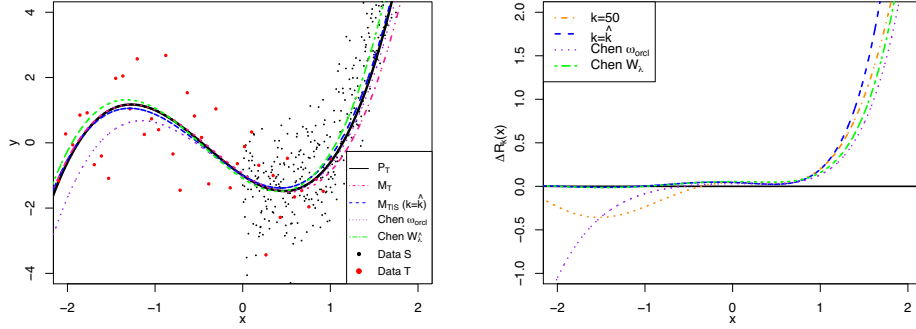 4
2
0
−2
−4
y
−2
−1
0
1
2
x
P_T
M_T
M_TIS (k=k̂)
Chen ω_orcl
Chen W_λ̂
Data S
Data T
2.0
1.5
1.0
0.5
0.0
−0.5
−1.0
Δ R_k(x)
−2
−1
0
1
2
x
k=50
k=k̂
Chen ω_orcl
Chen W_λ